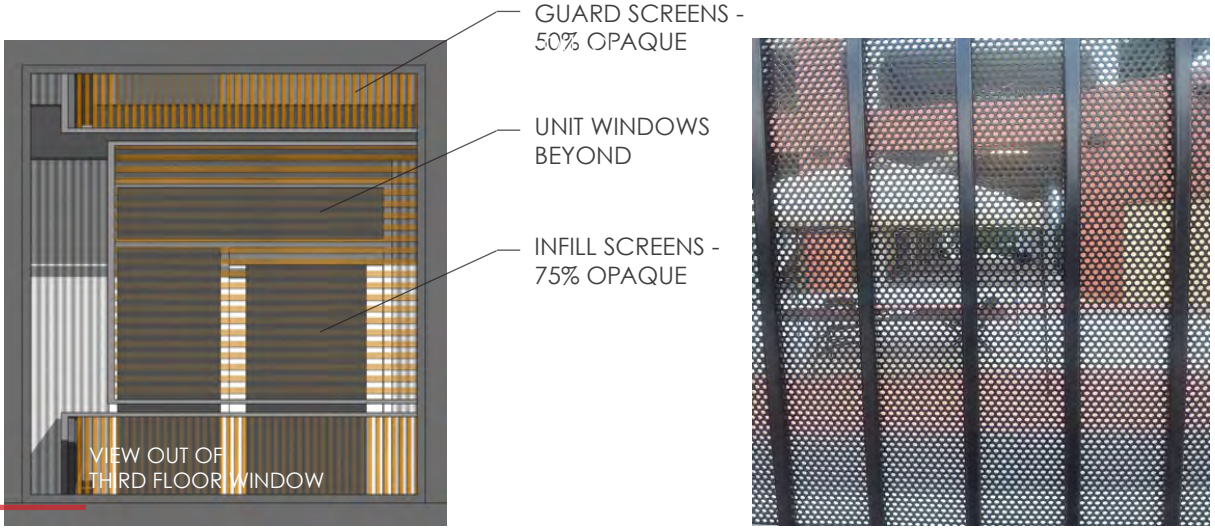 GUARD SCREENS -
50% OPAQUE
UNIT WINDOWS
BEYOND
INFILL SCREENS -
75% OPAQUE
VIEW OUT OF
THIRD FLOOR WINDOW